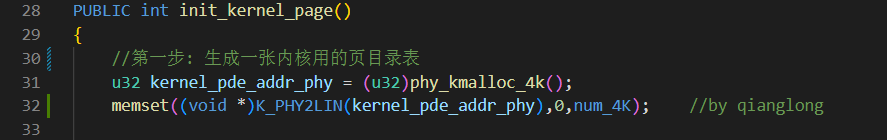 28 PUBLIC int init_kernel_page()
29 {
30 //第一步: 生成一张内核用的页目录表
31 u32 kernel_pde_addr_phy = (u32)phy_kmalloc_4k();
32 memset((void *)K_PHY2LIN(kernel_pde_addr_phy),0,num_4K); //by qianglong
33